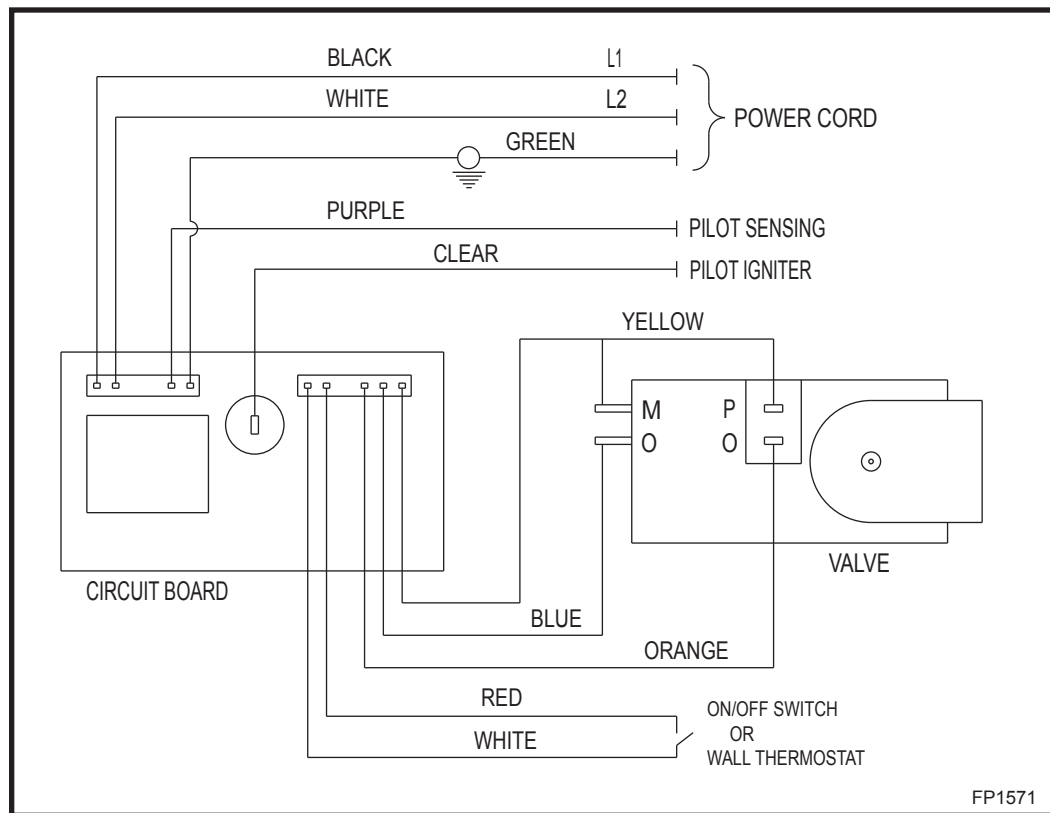 BLACK
L1
WHITE
L2
POWER CORD
GREEN
PURPLE
PILOT SENSING
CLEAR
PILOT IGNITER
YELLOW
M
P
O
O
VALVE
CIRCUIT BOARD
BLUE
ORANGE
RED
ON/OFF SWITCH
OR
WALL THERMOSTAT
WHITE
FP1571